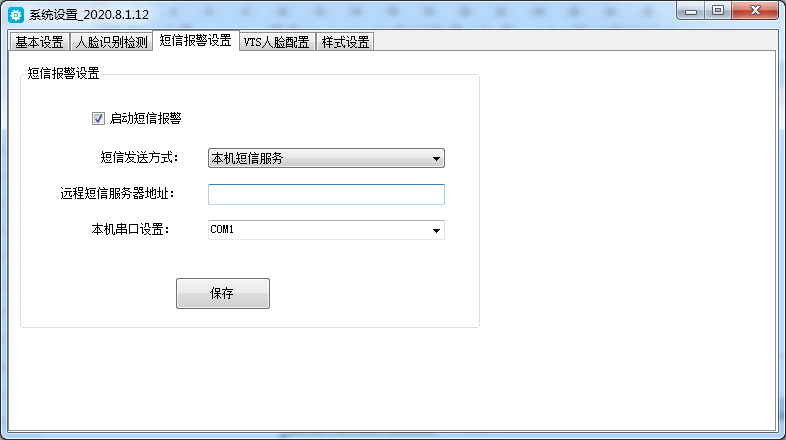 系统设置_2020.8.1.12
基本设置 人脸识别检测 短信报警设置 VTS人脸配置 样式设置
短信报警设置
启动短信报警
短信发送方式： 本机短信服务
远程短信服务器地址：
本机串口设置： COM1
保存